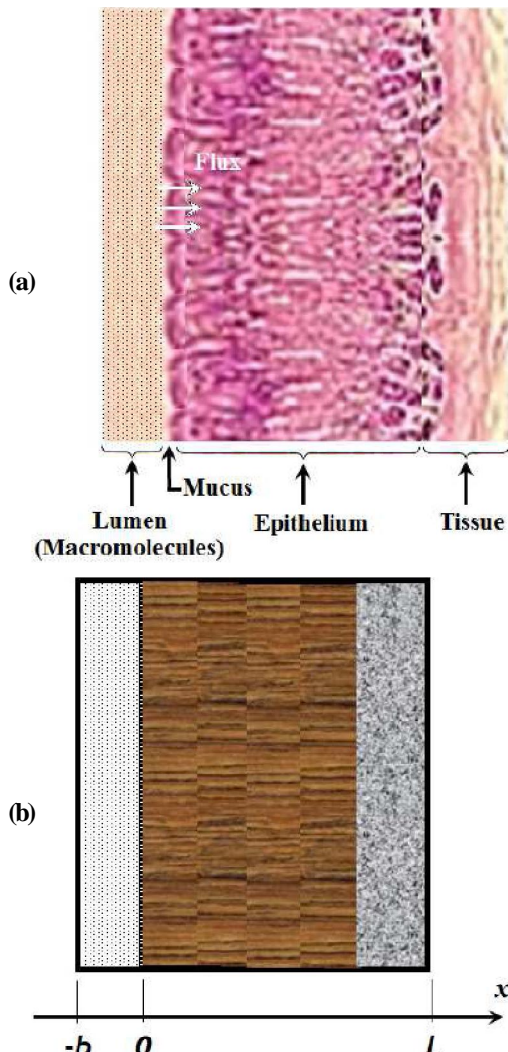 Flux
(a)
Mucus
Lumen Epithelium Tissue
(Macromolecules)
(b)
x
-b 0 L